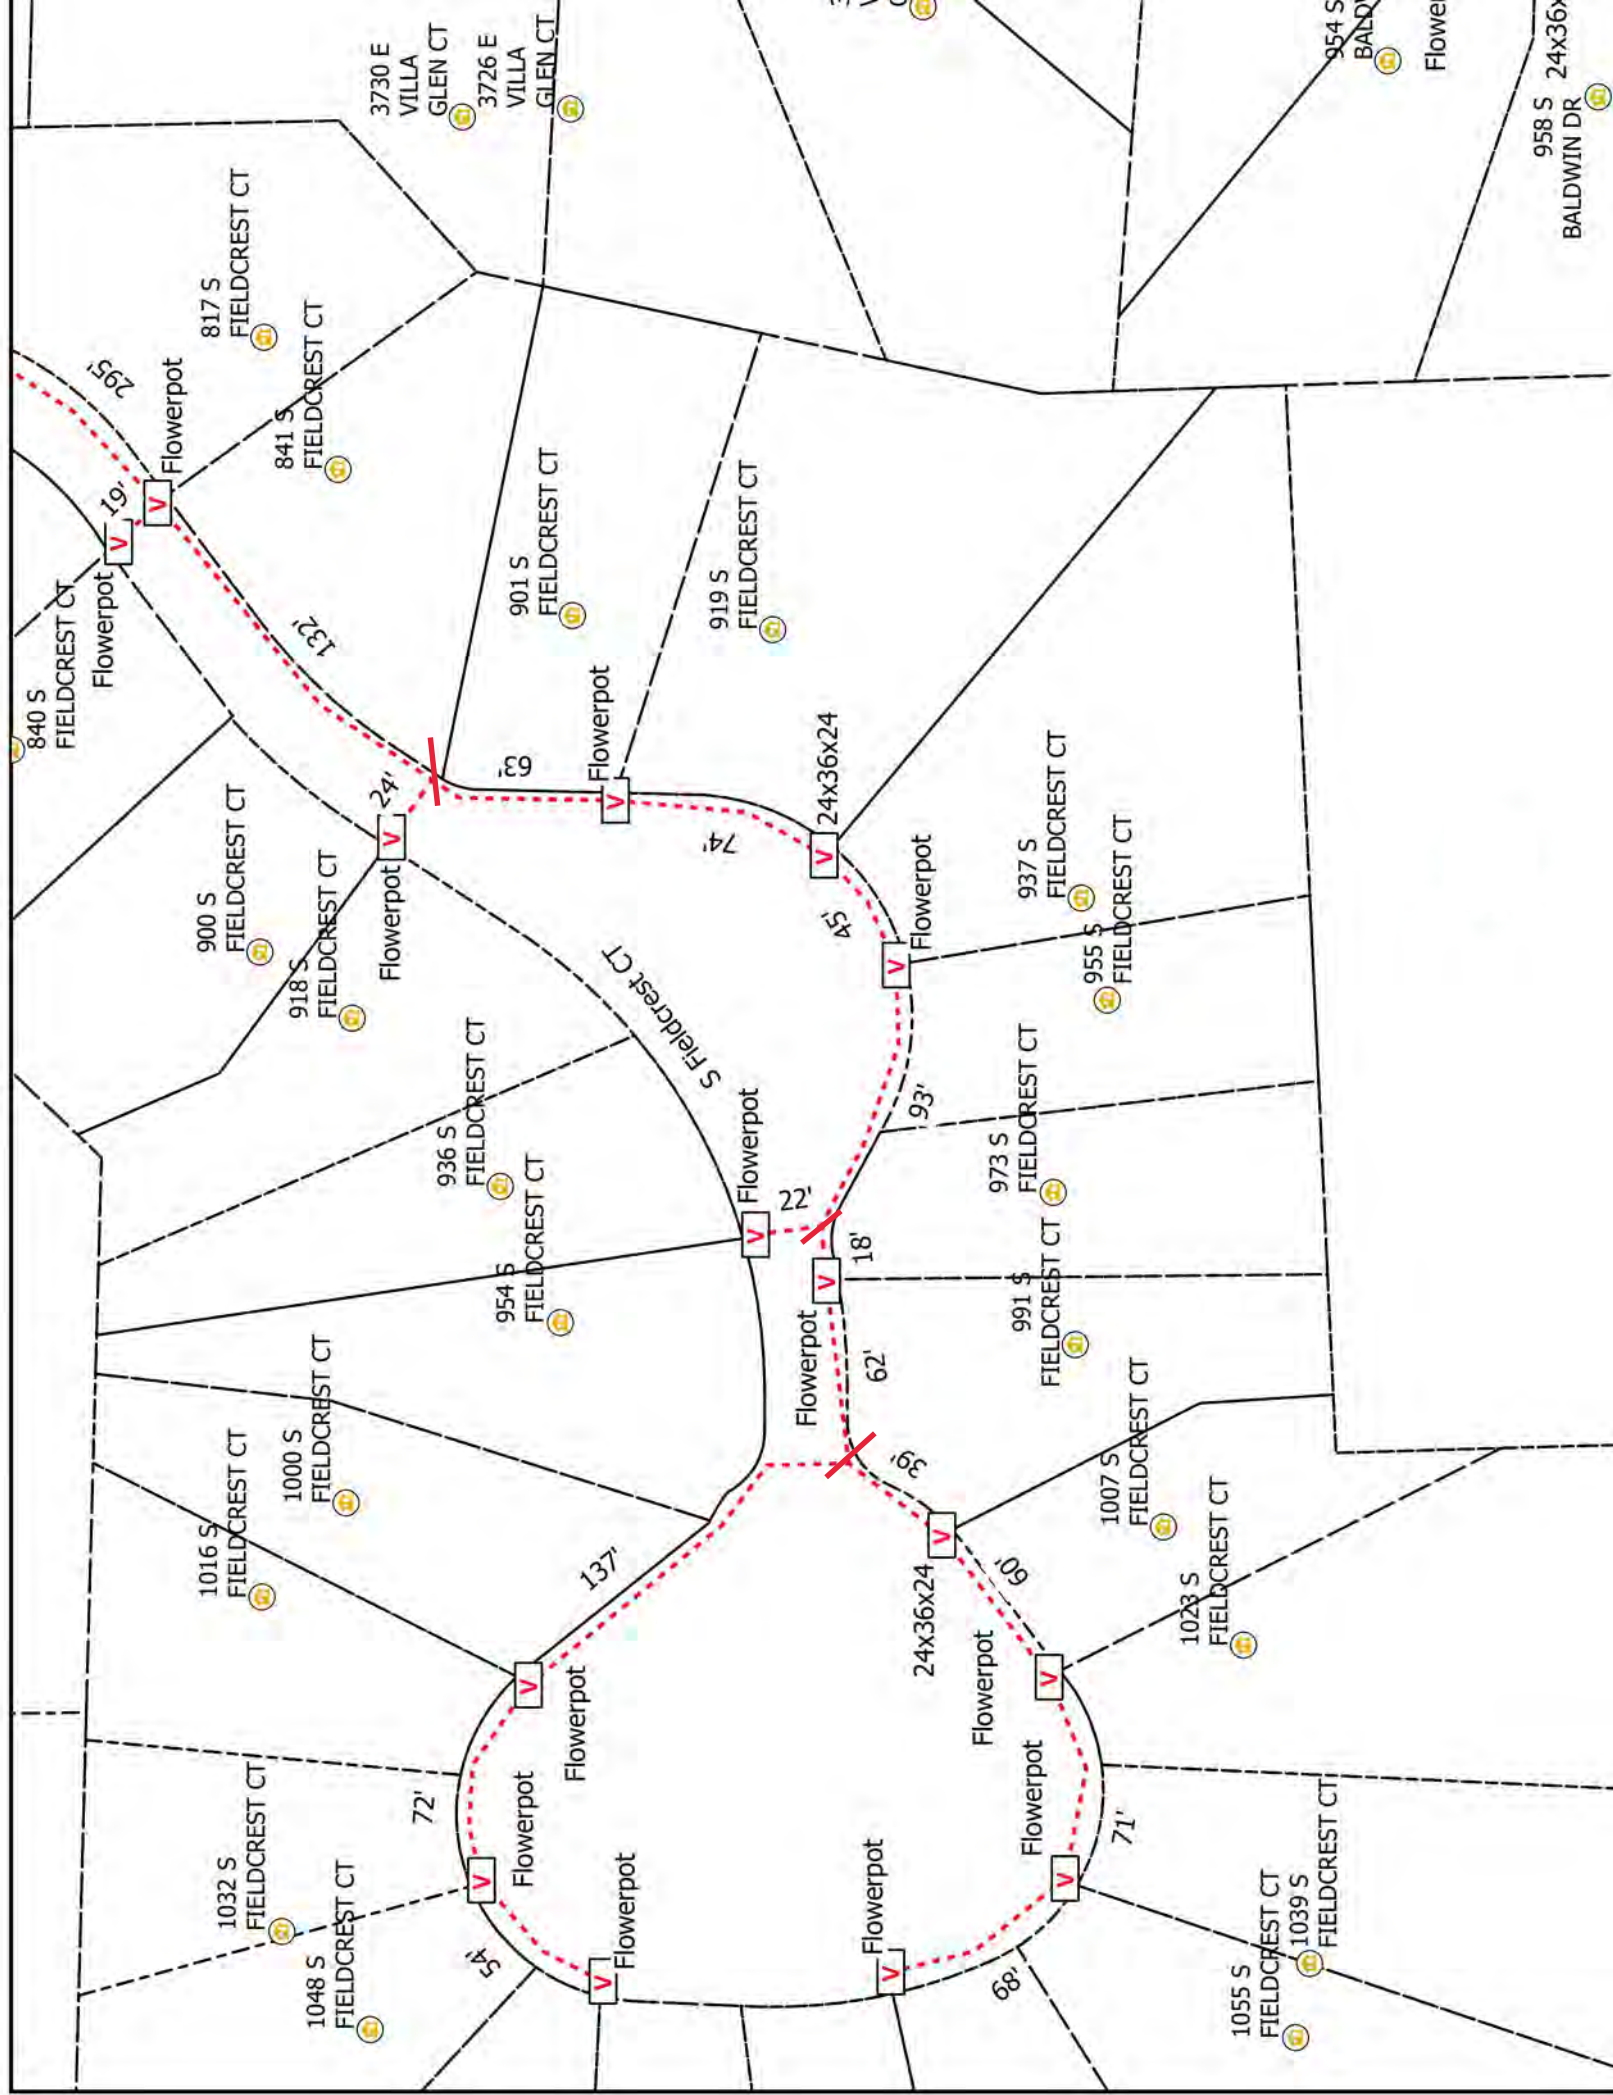 3730 E
VILLA
GLEN CT
3726 E
VILLA
GLEN CT
954 S
Flower
24x36x
958 S
BALDWIN DR
817 S
FIELDCREST CT
295'
Flowerpot
V
19'
V
Flowerpot
841 S
FIELDCREST CT
840 S
FIELDCREST CT
132'
901 S
FIELDCREST CT
919 S
FIELDCREST CT
63'
Flowerpot
V
24'
V
Flowerpot
900 S
FIELDCREST CT
918 S
FIELDCREST CT
74'
24x36x24
V
45'
V
Flowerpot
937 S
FIELDCREST CT
955 S
FIELDCREST CT
S Fieldcrest CT
936 S
FIELDCREST CT
954 S
FIELDCREST CT
93'
973 S
FIELDCREST CT
991 S
FIELDCREST CT
Flowerpot
V
22'
18'
V
Flowerpot
62'
39'
1007 S
FIELDCREST CT
1023 S
FIELDCREST CT
1000 S
FIELDCREST CT
1016 S
FIELDCREST CT
137'
V
24x36x24
60'
V
Flowerpot
V
Flowerpot
72'
V
Flowerpot
54'
V
Flowerpot
1032 S
FIELDCREST CT
1048 S
FIELDCREST CT
Flowerpot
V
68'
Flowerpot
V
71'
1039 S
FIELDCREST CT
1055 S
FIELDCREST CT